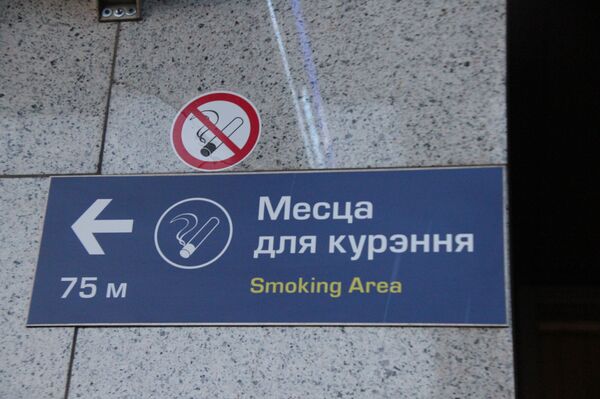 Месца
для курэння
75 м
Smoking Area